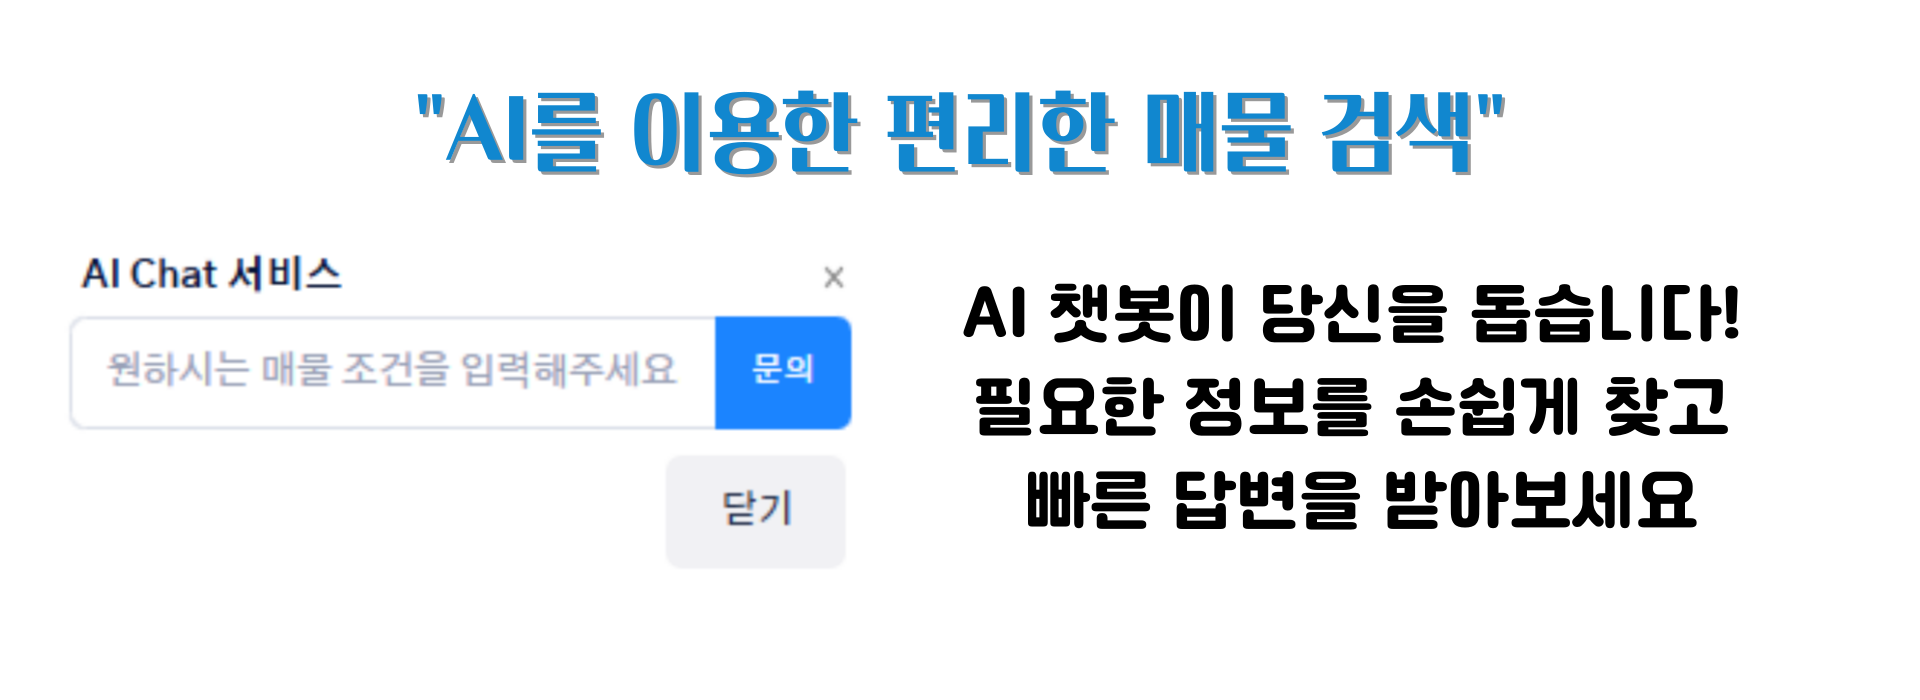 "AI를 이용한 편리한 매물 검색"
AI Chat 서비스 ×
원하시는 매물 조건을 입력해주세요 문의
닫기
AI 챗봇이 당신을 돕습니다!
필요한 정보를 손쉽게 찾고
빠른 답변을 받아보세요